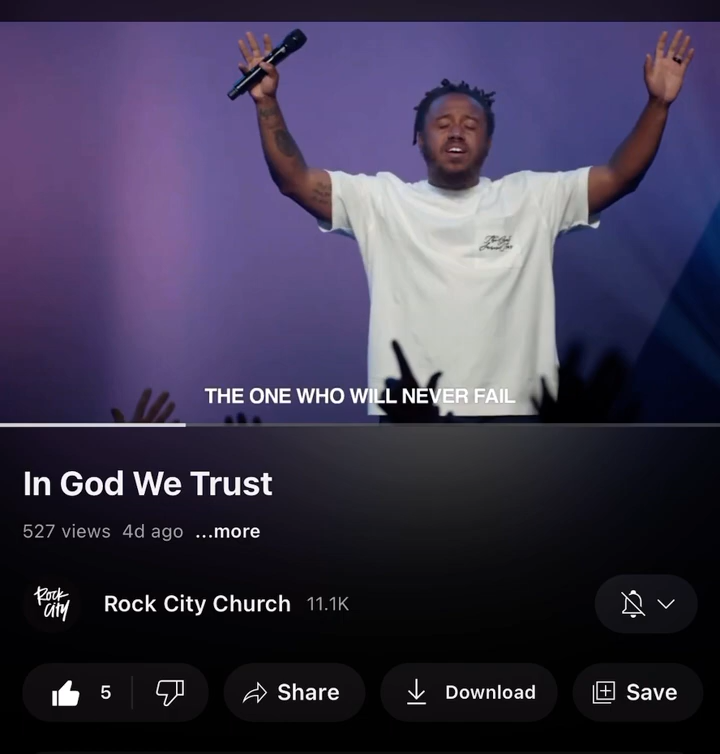 THE ONE WHO WILL NEVER FAIL
In God We Trust
527 views 4d ago ...more
Rock City
Rock City Church 11.1K
5 Share Download Save